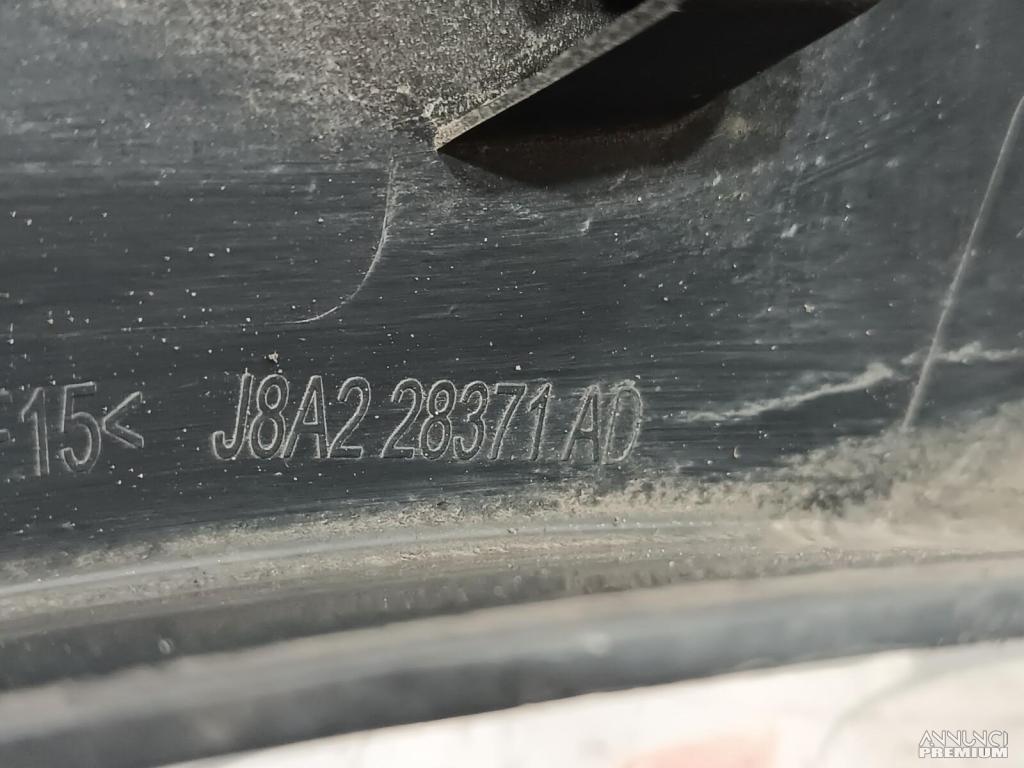 15< J8A2 28371 AD
ANNUNCI
PREMIUM